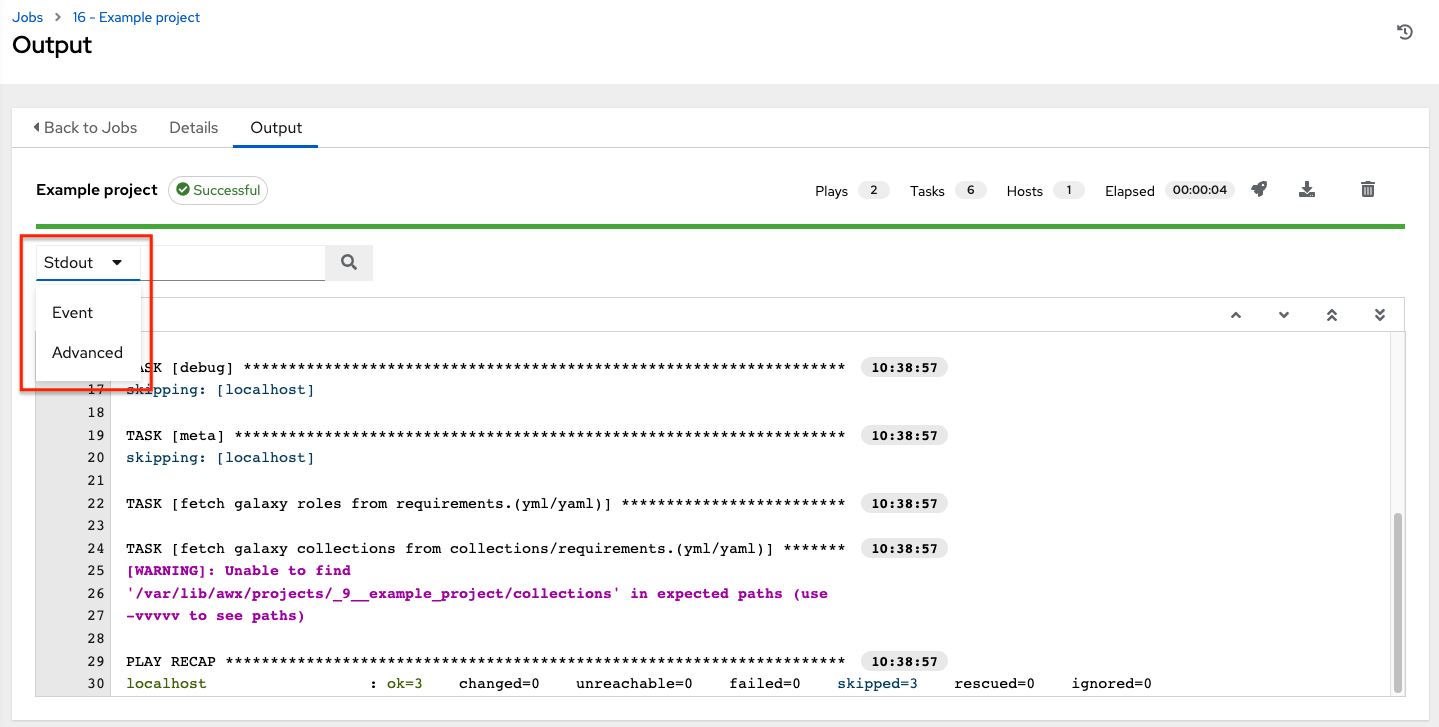 Jobs > 16 - Example project
Output
Back to Jobs Details Output
Example project Successful Plays 2 Tasks 6 Hosts 1 Elapsed 00:00:04
Stdout
Event
Advanced
ASK [debug] ******************************************************************* 10:38:57
17 skipping: [localhost]
18
19 TASK [meta] ******************************************************************** 10:38:57
20 skipping: [localhost]
21
22 TASK [fetch galaxy roles from requirements.(yml/yaml)] ************************* 10:38:57
23
24 TASK [fetch galaxy collections from collections/requirements.(yml/yaml)] ******* 10:38:57
25 [WARNING]: Unable to find
26 '/var/lib/awx/projects/_9__example_project/collections' in expected paths (use
27 -vvvvv to see paths)
28
29 PLAY RECAP ********************************************************************* 10:38:57
30 localhost : ok=3 changed=0 unreachable=0 failed=0 skipped=3 rescued=0 ignored=0